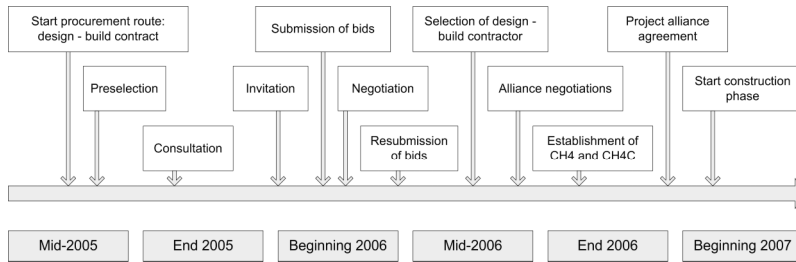 Start procurement route:
design - build contract
Submission of bids
Selection of design -
build contractor
Project alliance
agreement
Preselection
Invitation
Negotiation
Alliance negotiations
Start construction
phase
Consultation
Resubmission
of bids
Establishment of
CH4 and CH4C
Mid-2005
End 2005
Beginning 2006
Mid-2006
End 2006
Beginning 2007